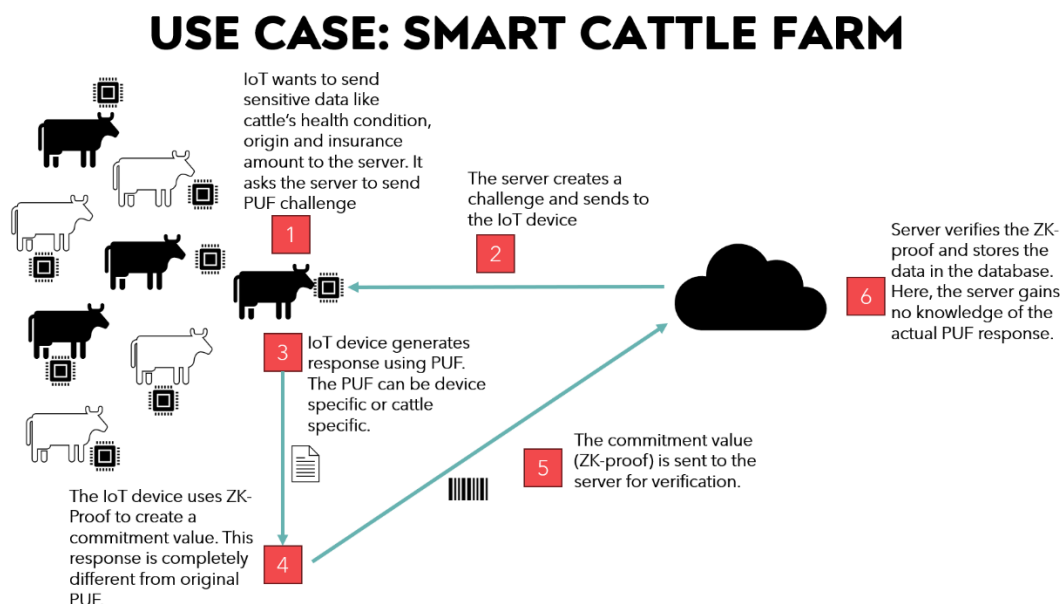 USE CASE: SMART CATTLE FARM
IoT wants to send
sensitive data like
cattle's health condition,
origin and insurance
amount to the server. It
asks the server to send
PUF challenge
1
The server creates a
challenge and sends to
the IoT device
2
3
IoT device generates
response using PUF.
The PUF can be device
specific or cattle
specific.
The IoT device uses ZK-
Proof to create a
commitment value. This
response is completely
different from original
PUF.
4
5
The commitment value
(ZK-proof) is sent to the
server for verification.
6
Server verifies the ZK-
proof and stores the
data in the database.
Here, the server gains
no knowledge of the
actual PUF response.